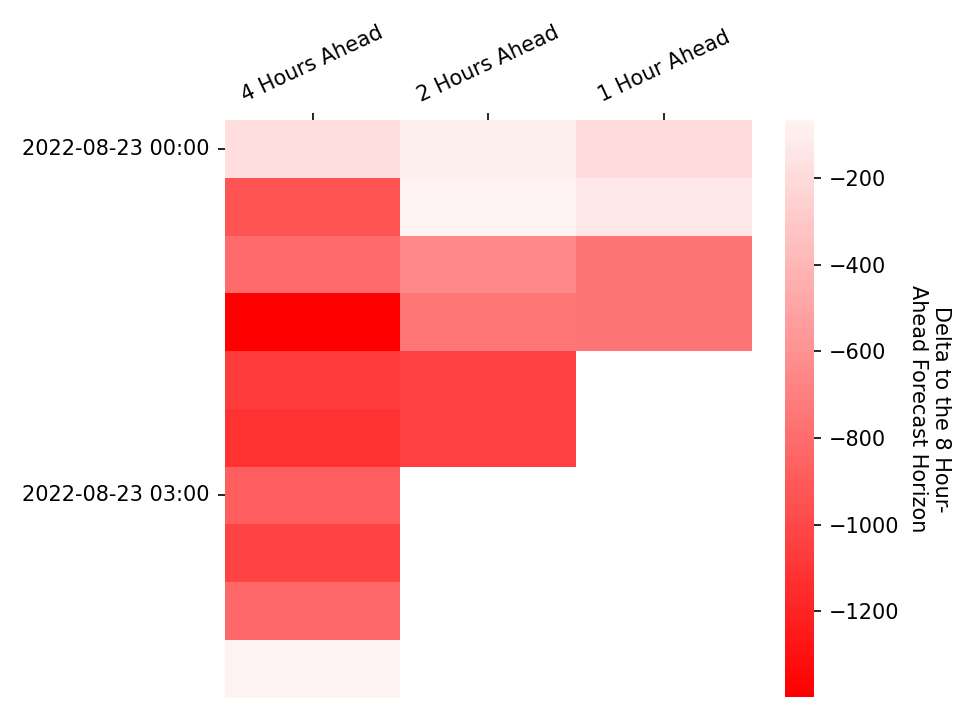 4 Hours Ahead
2 Hours Ahead
1 Hour Ahead
2022-08-23 00:00
2022-08-23 03:00
−200
−400
−600
−800
−1000
−1200
Delta to the 8 Hour-
Ahead Forecast Horizon